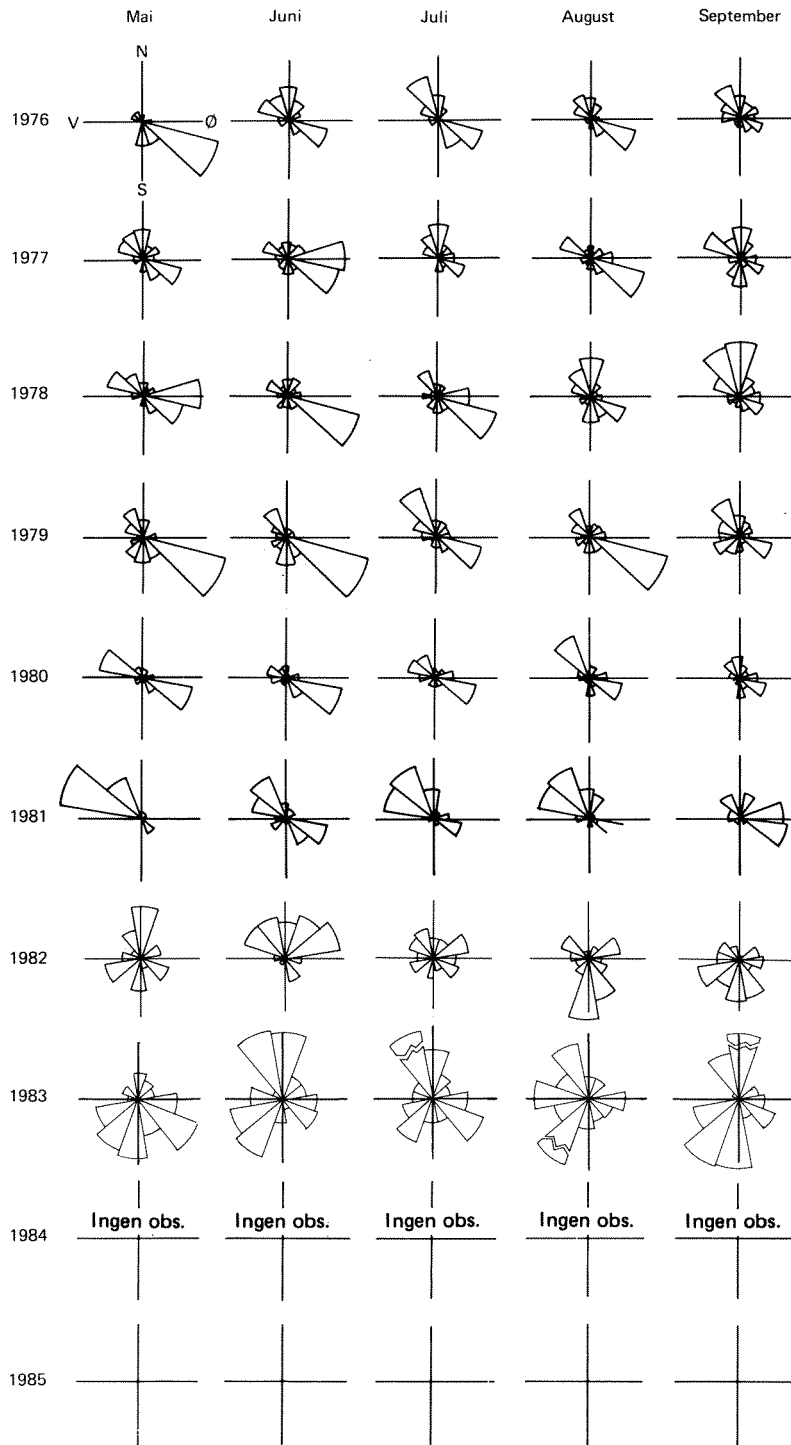 Mai Juni Juli August September
N
1976 V Ø
S
1977
1978
1979
1980
1981
1982
1983
Ingen obs. Ingen obs. Ingen obs. Ingen obs. Ingen obs.
1984
1985